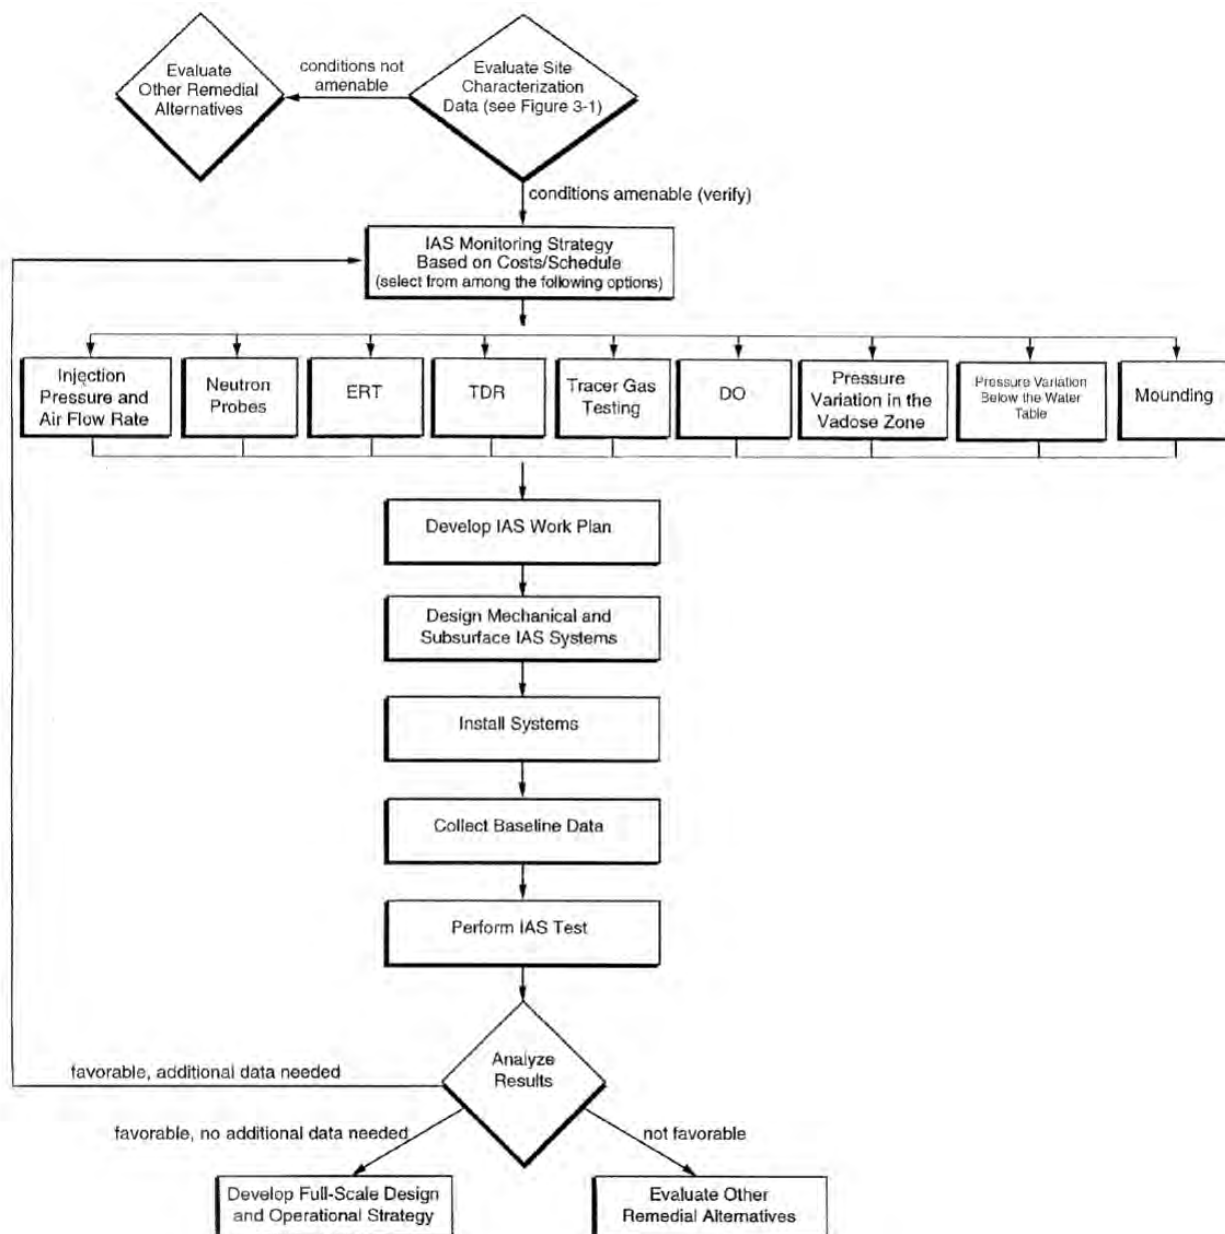 Evaluate
Other Remedial
Alternatives
conditions not
amenable
Evaluate Site
Characterization
Data (see Figure 3-1)
conditions amenable (verify)
IAS Monitoring Strategy
Based on Costs/Schedule
(select from among the following options)
Injection
Pressure and
Air Flow Rate
Neutron
Probes
ERT
TDR
Tracer Gas
Testing
DO
Pressure
Variation in the
Vadose Zone
Pressure Variation
Below the Water
Table
Mounding
Develop IAS Work Plan
Design Mechanical and
Subsurface IAS Systems
Install Systems
Collect Baseline Data
Perform IAS Test
Analyze
Results
favorable, additional data needed
favorable, no additional data needed
not favorable
Develop Full-Scale Design
and Operational Strategy
Evaluate Other
Remedial Alternatives